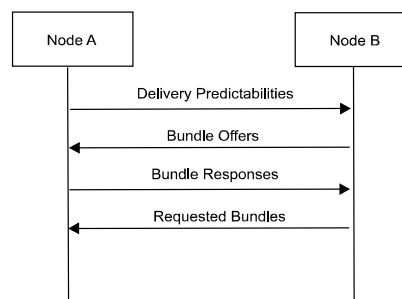 Node A
Node B
Delivery Predictabilities
Bundle Offers
Bundle Responses
Requested Bundles